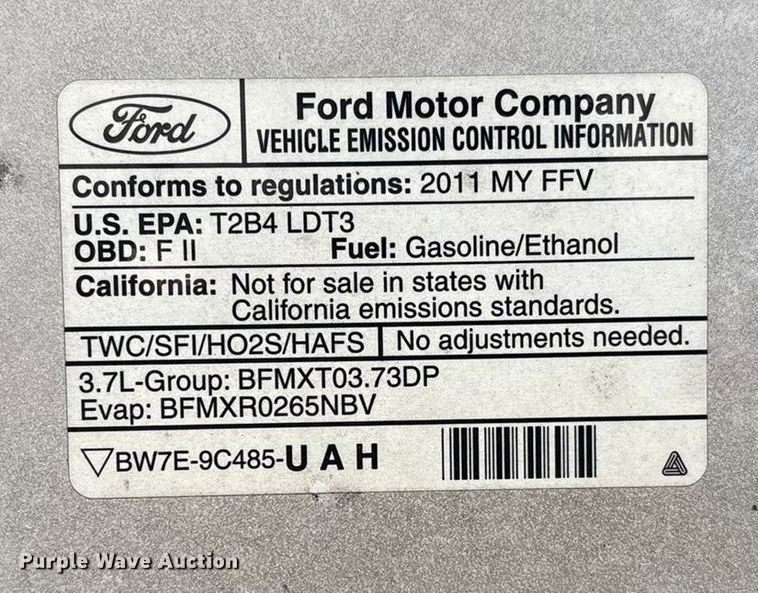 Ford
Ford Motor Company
VEHICLE EMISSION CONTROL INFORMATION
Conforms to regulations: 2011 MY FFV
U.S. EPA: T2B4 LDT3
OBD: F II Fuel: Gasoline/Ethanol
California: Not for sale in states with
California emissions standards.
TWC/SFI/HO2S/HAFS No adjustments needed.
3.7L-Group: BFMXT03.73DP
Evap: BFMXR0265NBV
BW7E-9C485-U A H
Purple Wave Auction